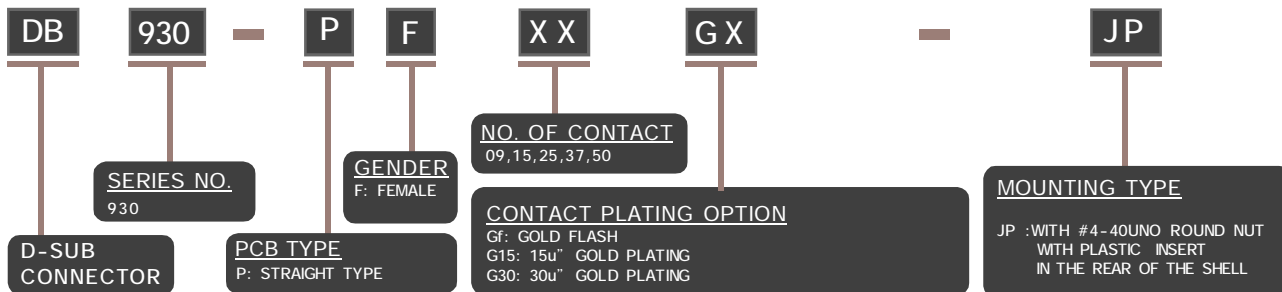 DB 930 - P F XX GX - JP
NO. OF CONTACT
09,15,25,37,50
GENDER
F: FEMALE
SERIES NO.
930
MOUNTING TYPE
JP :WITH #4-40UNO ROUND NUT
WITH PLASTIC INSERT
IN THE REAR OF THE SHELL
CONTACT PLATING OPTION
Gf: GOLD FLASH
G15: 15u" GOLD PLATING
G30: 30u" GOLD PLATING
D-SUB
CONNECTOR
PCB TYPE
P: STRAIGHT TYPE